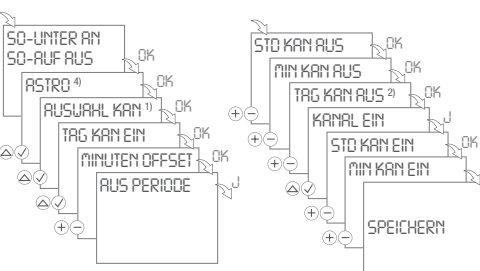 SO-UNTER AN
SO-AUF AUS
OK
ASTRO 4)
OK
AUSWAHL KAN 1)
OK
TAG KAN EIN
OK
MINUTEN OFFSET
OK
AUS PERIODE
J
STD KAN AUS
OK
MIN KAN AUS
OK
TAG KAN AUS 2)
OK
KANAL EIN
J
STD KAN EIN
OK
MIN KAN EIN
SPEICHERN